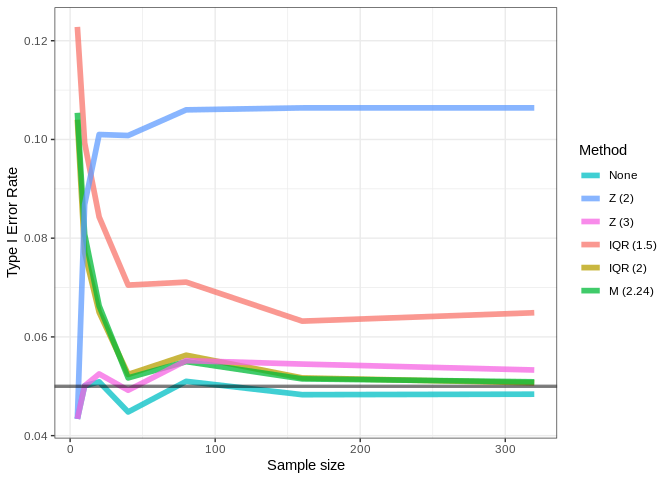 0.12
0.10
0.08
0.06
0.04
Type I Error Rate
0
100
200
300
Sample size
Method
None
Z (2)
Z (3)
IQR (1.5)
IQR (2)
M (2.24)